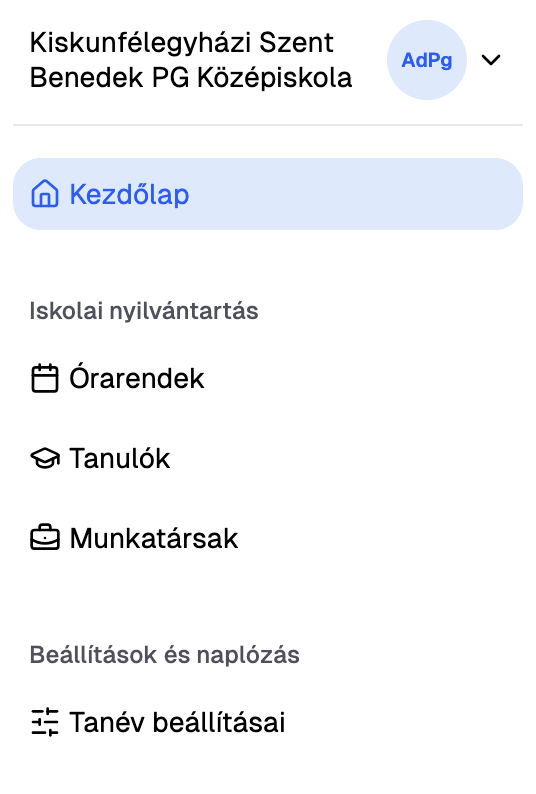 Kiskunfélegyházi Szent
Benedek PG Középiskola
AdPg
Kezdőlap
Iskolai nyilvántartás
Órarendek
Tanulók
Munkatársak
Beállítások és naplózás
Tanév beállításai